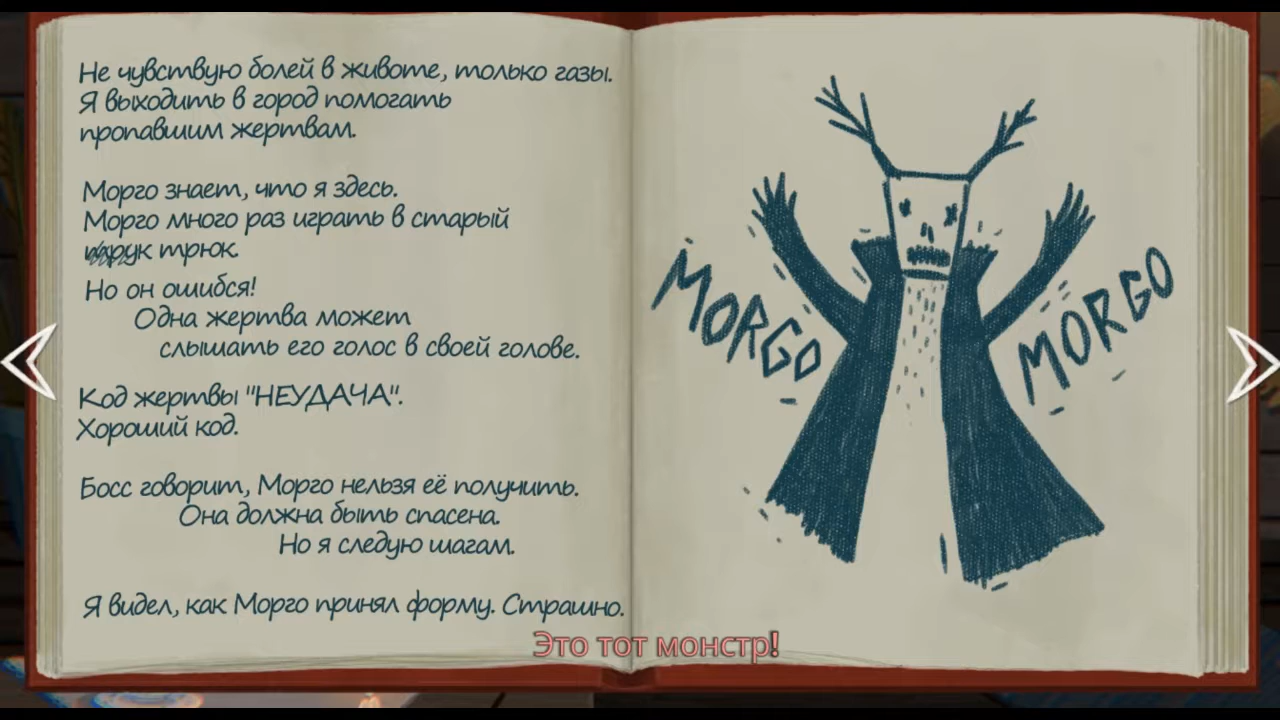 Не чувствую болей в животе, только газы.
Я выходить в город помогать
пропавшим жертвам.
Морго знает, что я здесь.
Морго много раз играть в старый
трюк.
Но он ошибся!
Одна жертва может
слышать его голос в своей голове.
Код жертвы "НЕУДАЧА".
Хороший код.
Босс говорит, Морго нельзя её получить.
Она должна быть спасена.
Но я следую шагам.
Я видел, как Морго принял форму. Страшно.
MORGO
MORGO
Это тот монстр!